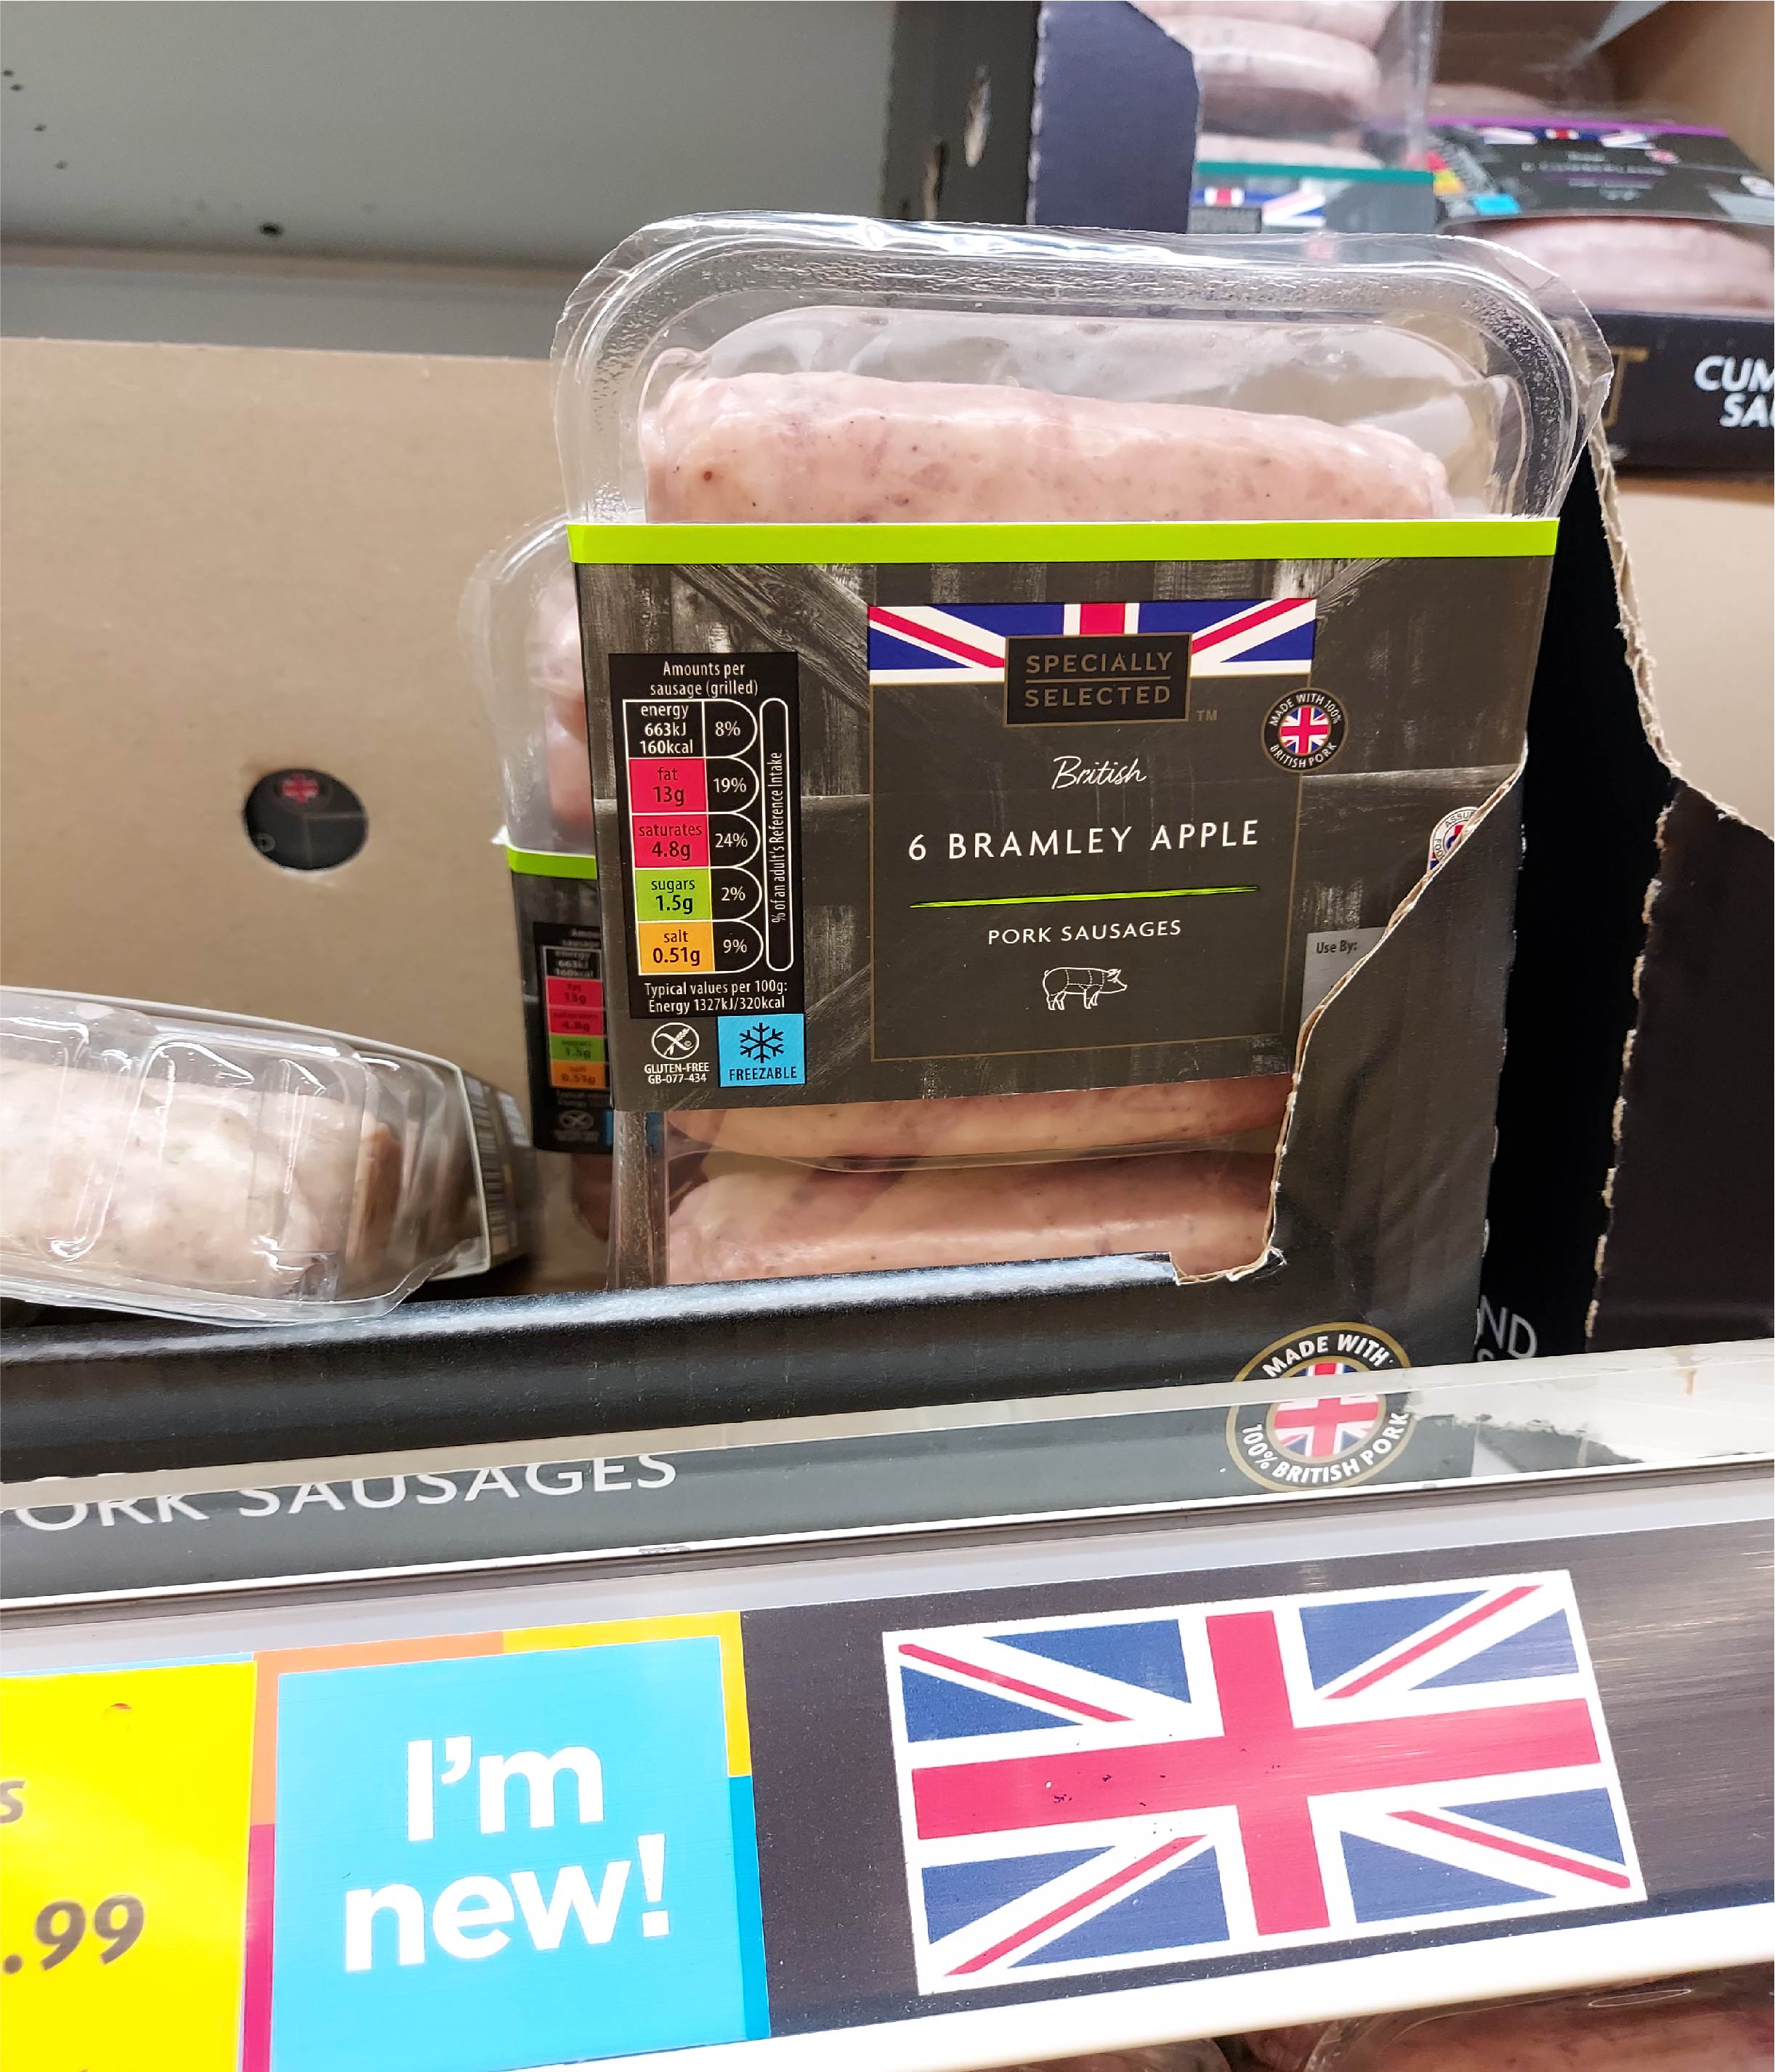 CUM
SA
SPECIALLY
SELECTED
TM
MADE WITH 100%
BRITISH PORK
British
6 BRAMLEY APPLE
PORK SAUSAGES
Amounts per
sausage (grilled)
energy
663kJ
160kcal
8%
fat
13g
19%
saturates
4.8g
24%
sugars
1.5g
2%
salt
0.51g
9%
% of an adult's Reference Intake
Typical values per 100g:
Energy 1327kJ/320kcal
GLUTEN-FREE
GB-077-434
FREEZABLE
Use By:
ND
MADE WITH
100% BRITISH PORK
ORK SAUSAGES
s
.99
I'm
new!